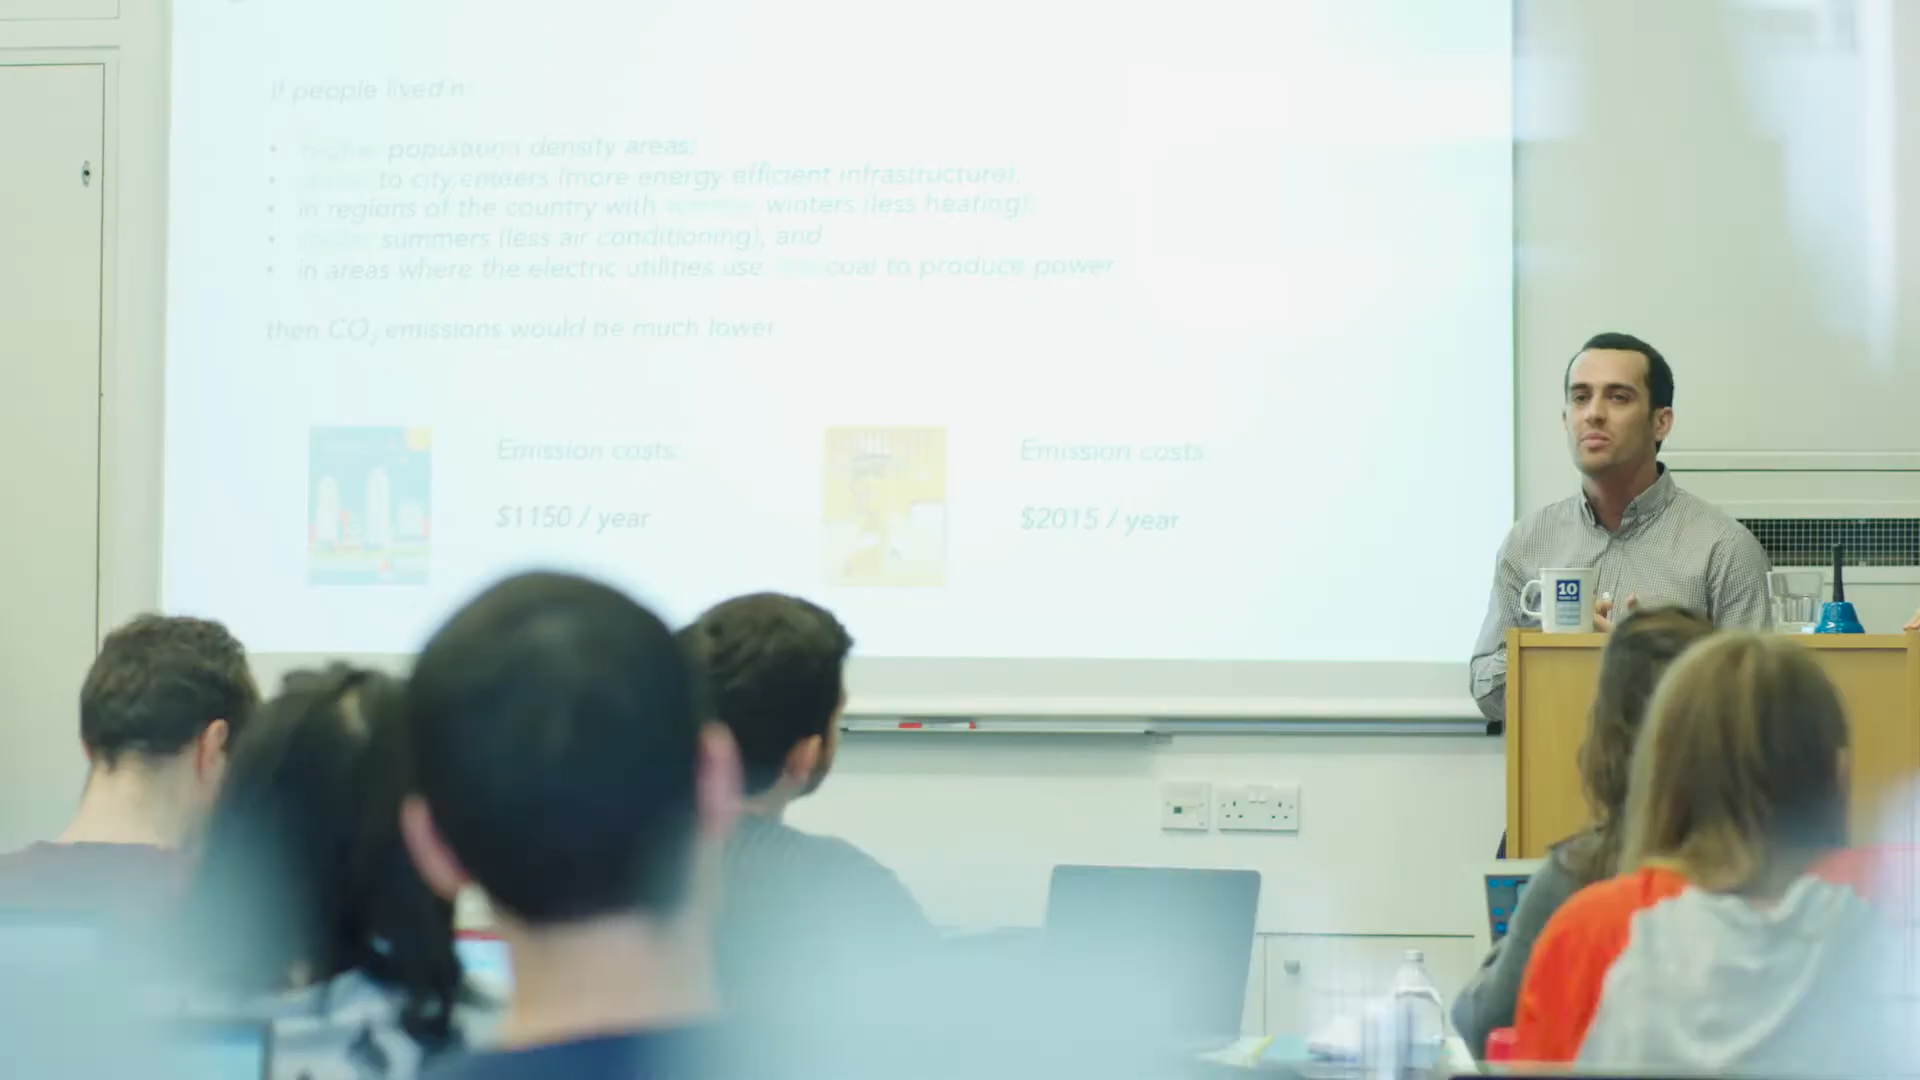 If people lived n:
• population density areas;
• to city centers (more energy efficient infrastructure),
• in regions of the country with winters (less heating)
• summers (less air conditioning), and
• in areas where the electric utilities use coal to produce power
then CO₂ emissions would be much lower
Emission costs:
Emission costs:
$1150 / year
$2015 / year
10